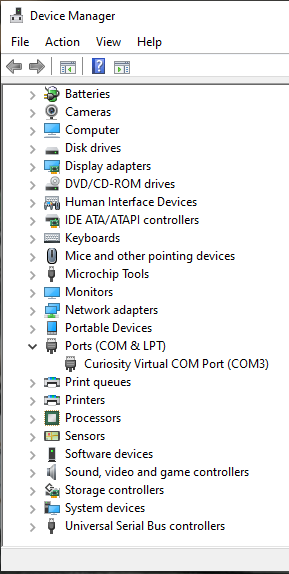 Device Manager
File Action View Help
Batteries
Cameras
Computer
Disk drives
Display adapters
DVD/CD-ROM drives
Human Interface Devices
IDE ATA/ATAPI controllers
Keyboards
Mice and other pointing devices
Microchip Tools
Monitors
Network adapters
Portable Devices
Ports (COM & LPT)
Curiosity Virtual COM Port (COM3)
Print queues
Printers
Processors
Sensors
Software devices
Sound, video and game controllers
Storage controllers
System devices
Universal Serial Bus controllers